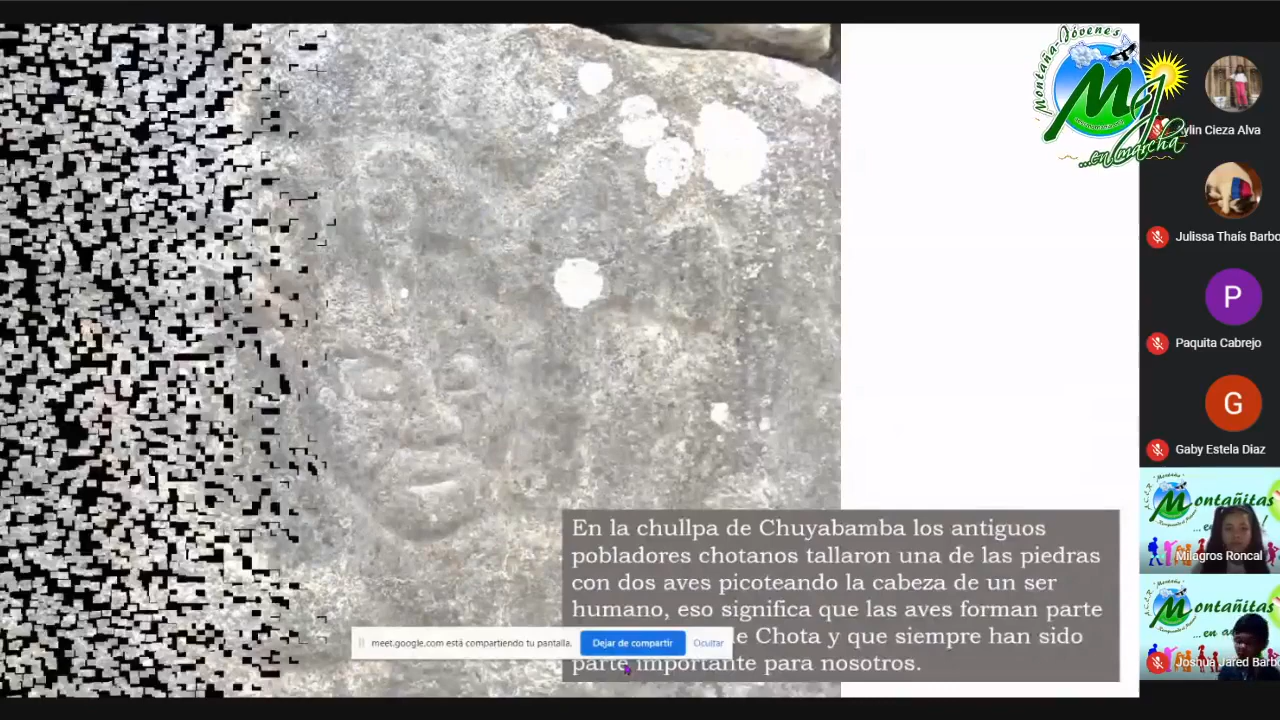 Montaña-Jóvenes
Mj
...en marcha
Cieza Alva
Julissa Thaís Barbo
P
Paquita Cabrejo
G
Gaby Estela Diaz
Montañitas
Milagros Roncal
Montañitas
Joshua Jared Barb
En la chullpa de Chuyabamba los antiguos
pobladores chotanos tallaron una de las piedras
con dos aves picoteando la cabeza de un ser
humano, eso significa que las aves forman parte
e Chota y que siempre han sido
parte importante para nosotros.
meet.google.com está compartiendo tu pantalla.
Dejar de compartir
Ocultar